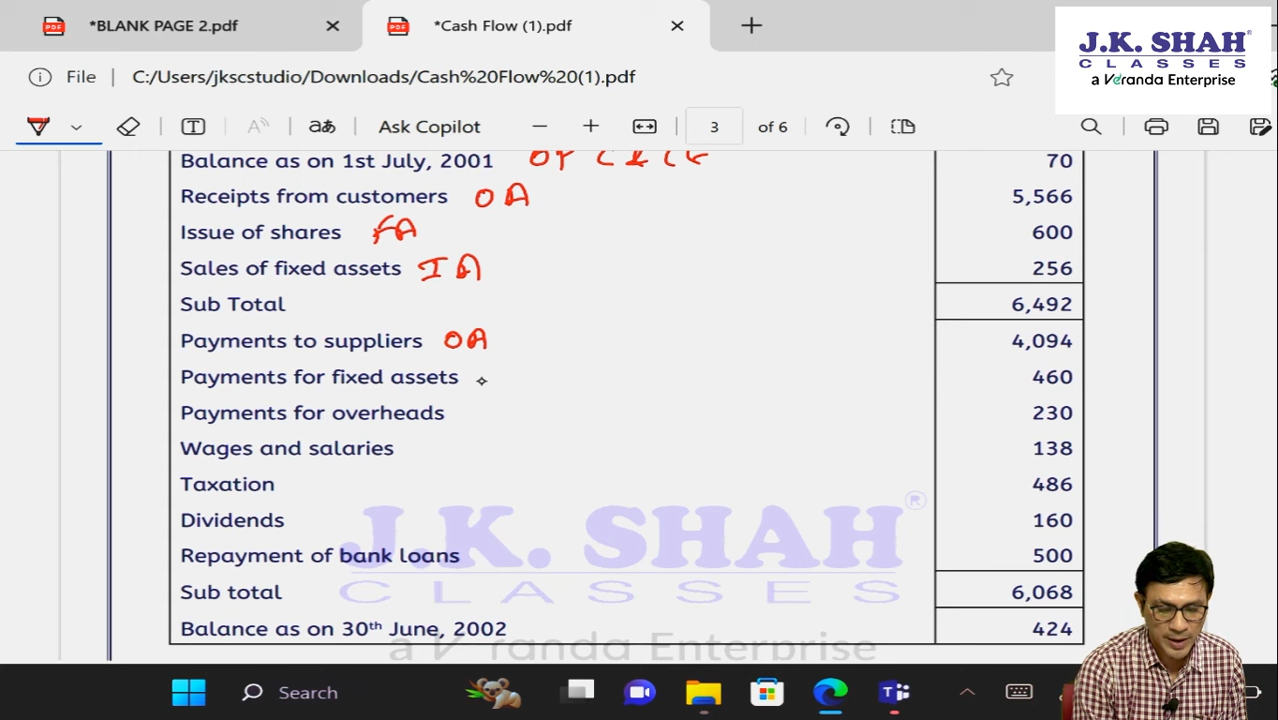 *BLANK PAGE 2.pdf
*Cash Flow (1).pdf
J.K. SHAH®
CLASSES
a Veranda Enterprise
File | C:/Users/jkscstudio/Downloads/Cash%20Flow%20(1).pdf
Ask Copilot 3 of 6
Balance as on 1st July, 2001 70
Receipts from customers OA 5,566
Issue of shares FA 600
Sales of fixed assets IA 256
Sub Total 6,492
Payments to suppliers OA 4,094
Payments for fixed assets 460
Payments for overheads 230
Wages and salaries 138
Taxation 486
Dividends 160
Repayment of bank loans 500
Sub total 6,068
Balance as on 30th June, 2002 424
J.K. SHAH®
CLASSES
a Veranda Enterprise
Search